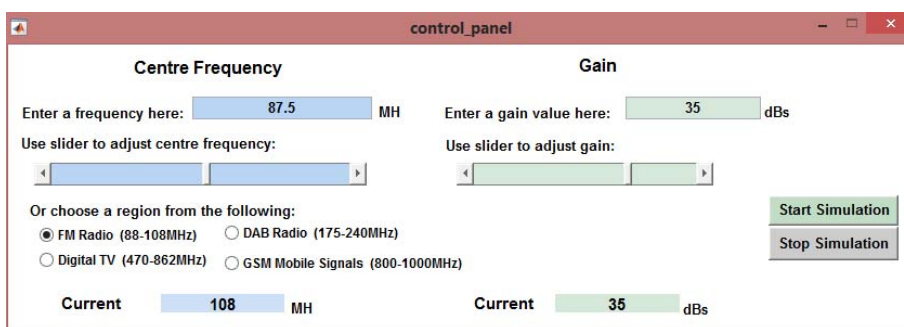 control_panel
Centre Frequency
Gain
Enter a frequency here: 87.5 MH
Enter a gain value here: 35 dBs
Use slider to adjust centre frequency:
Use slider to adjust gain:
Or choose a region from the following:
FM Radio (88-108MHz) DAB Radio (175-240MHz)
Digital TV (470-862MHz) GSM Mobile Signals (800-1000MHz)
Start Simulation
Stop Simulation
Current 108 MH
Current 35 dBs